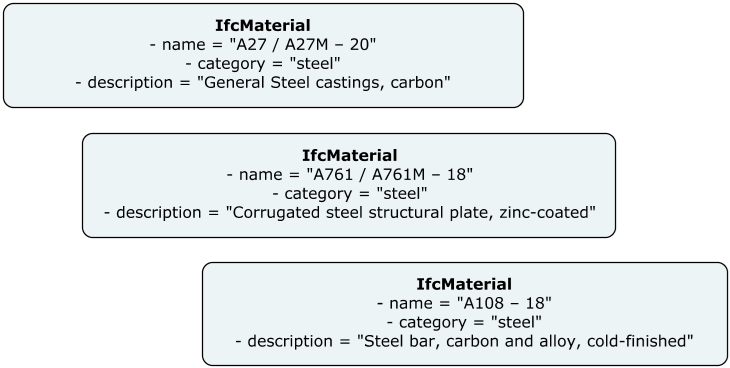 IfcMaterial
- name = "A27 / A27M – 20"
- category = "steel"
- description = "General Steel castings, carbon"
IfcMaterial
- name = "A761 / A761M – 18"
- category = "steel"
- description = "Corrugated steel structural plate, zinc-coated"
IfcMaterial
- name = "A108 – 18"
- category = "steel"
- description = "Steel bar, carbon and alloy, cold-finished"